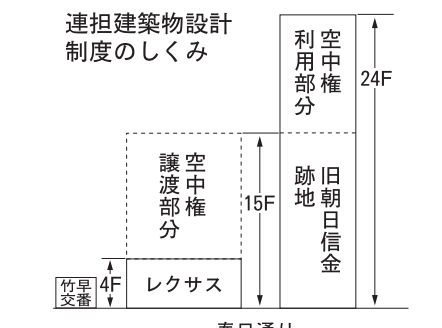 連担建築物設計
制度のしくみ
空中権
利用部分
24F
空中権
譲渡部分
旧朝日信金
跡地
15F
竹早
交番
4F
レクサス